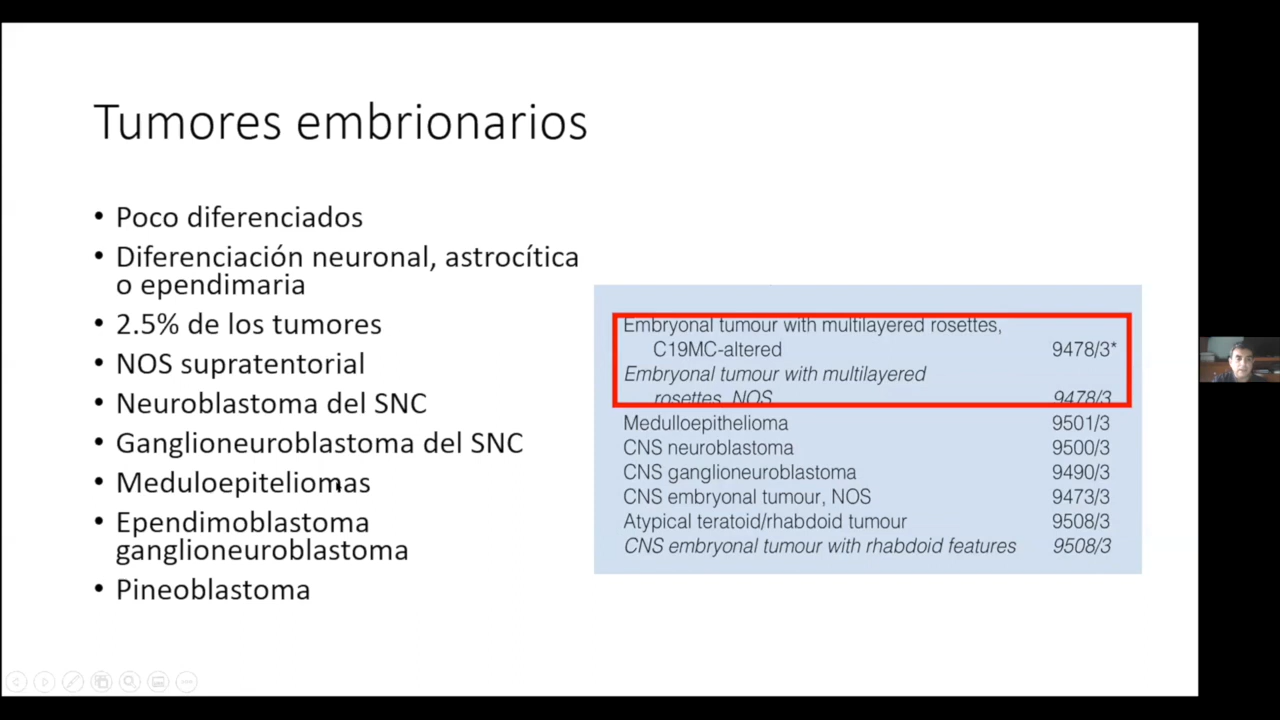 Tumores embrionarios
• Poco diferenciados
• Diferenciación neuronal, astrocítica
o ependimaria
• 2.5% de los tumores
• NOS supratentorial
• Neuroblastoma del SNC
• Ganglioneuroblastoma del SNC
• Meduloepiteliomas
• Ependimoblastoma
ganglioneuroblastoma
• Pineoblastoma
Embryonal tumour with multilayered rosettes,
C19MC-altered 9478/3*
Embryonal tumour with multilayered
rosettes, NOS 9478/3
Medulloepithelioma 9501/3
CNS neuroblastoma 9500/3
CNS ganglioneuroblastoma 9490/3
CNS embryonal tumour, NOS 9473/3
Atypical teratoid/rhabdoid tumour 9508/3
CNS embryonal tumour with rhabdoid features 9508/3